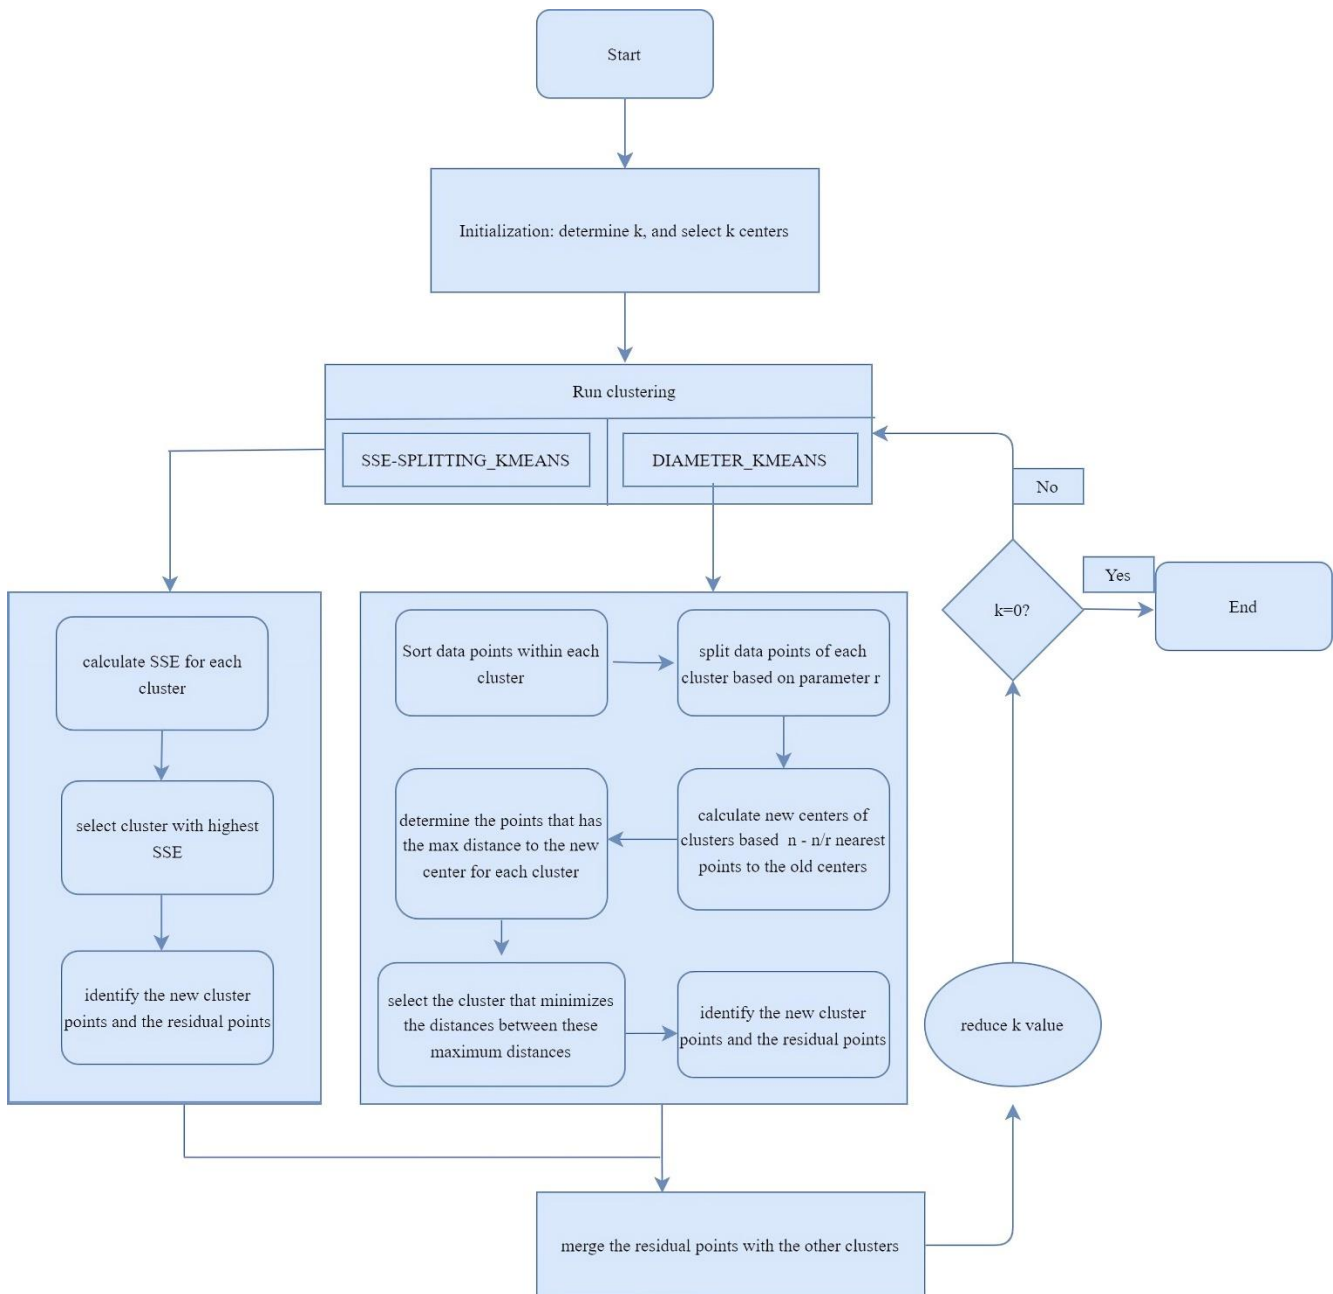 Start
Initialization: determine k, and select k centers
Run clustering
SSE-SPLITTING_KMEANS
DIAMETER_KMEANS
No
Yes
k=0?
End
calculate SSE for each
cluster
select cluster with highest
SSE
identify the new cluster
points and the residual points
Sort data points within each
cluster
split data points of each
cluster based on parameter r
calculate new centers of
clusters based n - n/r nearest
points to the old centers
determine the points that has
the max distance to the new
center for each cluster
select the cluster that minimizes
the distances between these
maximum distances
identify the new cluster
points and the residual points
merge the residual points with the other clusters
reduce k value